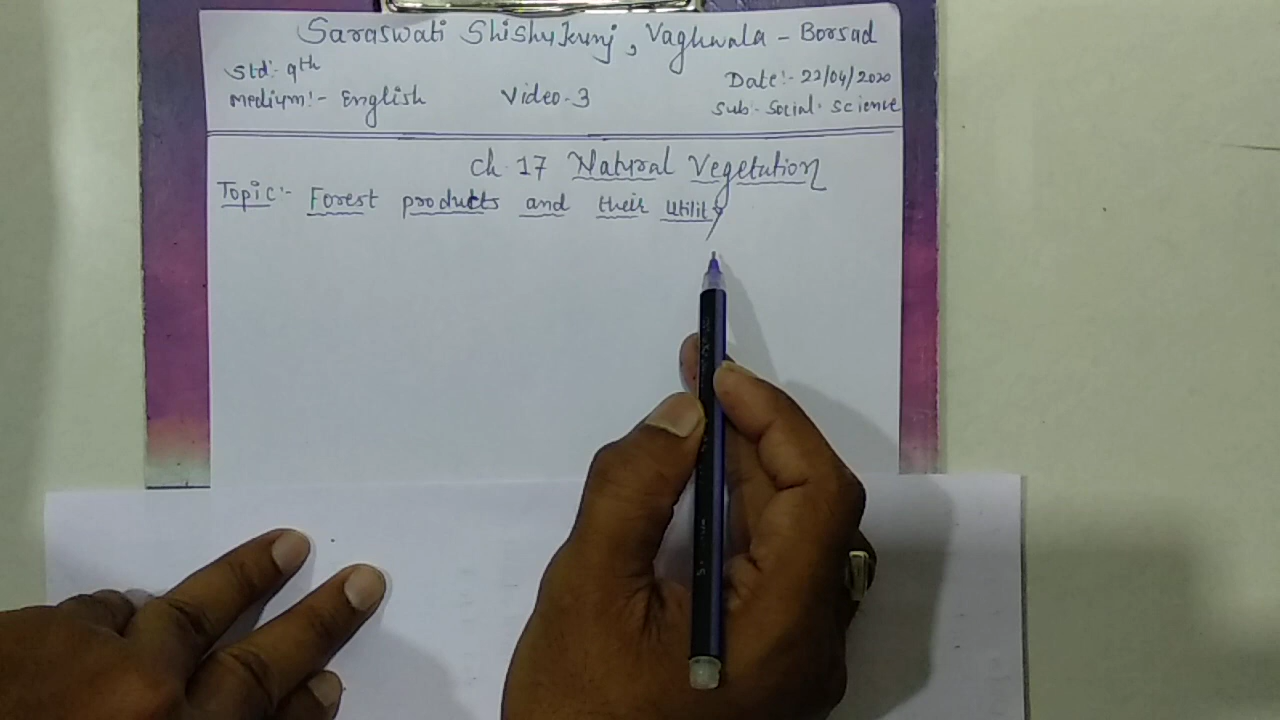 Saraswati Shishukunj, Vaghwala - Borsad
Std:- 9th
Date:- 22/04/2020
Medium:- English
Video-3
Sub- Social. Science
Ch 17 Natural Vegetation
Topic:- Forest products and their utility